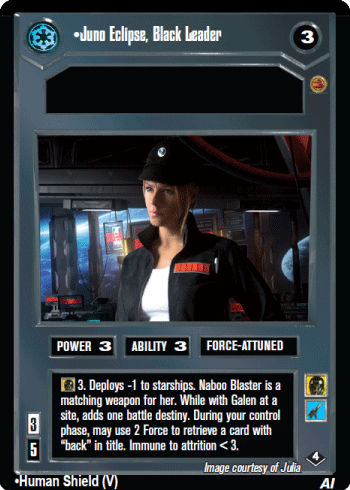 •Juno Eclipse, Black Leader
3
POWER 3
ABILITY 3
FORCE-ATTUNED
3. Deploys -1 to starships. Naboo Blaster is a
matching weapon for her. While with Galen at a
site, adds one battle destiny. During your control
phase, may use 2 Force to retrieve a card with
“back” in title. Immune to attrition < 3.
3
5
Image courtesy of Julia
4
•Human Shield (V)
AI